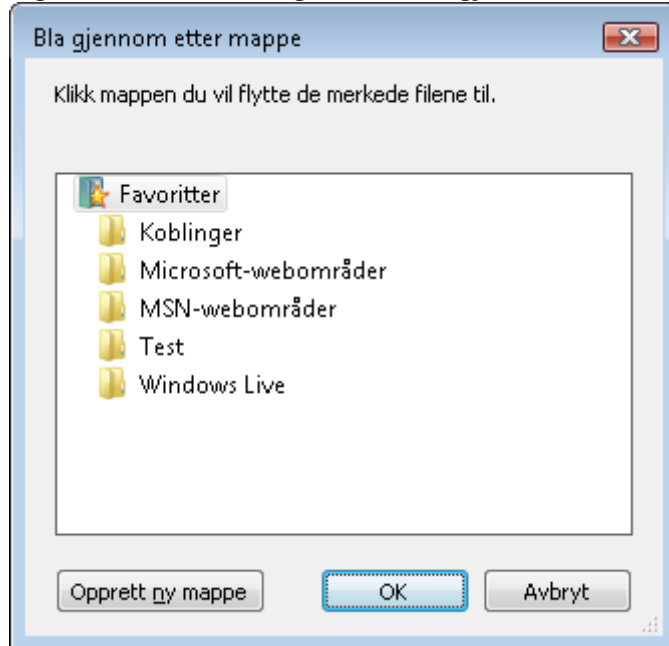 Bla gjennom etter mappe
Klikk mappen du vil flytte de merkede filene til.
Favoritter
Koblinger
Microsoft-webområder
MSN-webområder
Test
Windows Live
Opprett ny mappe
OK
Avbryt